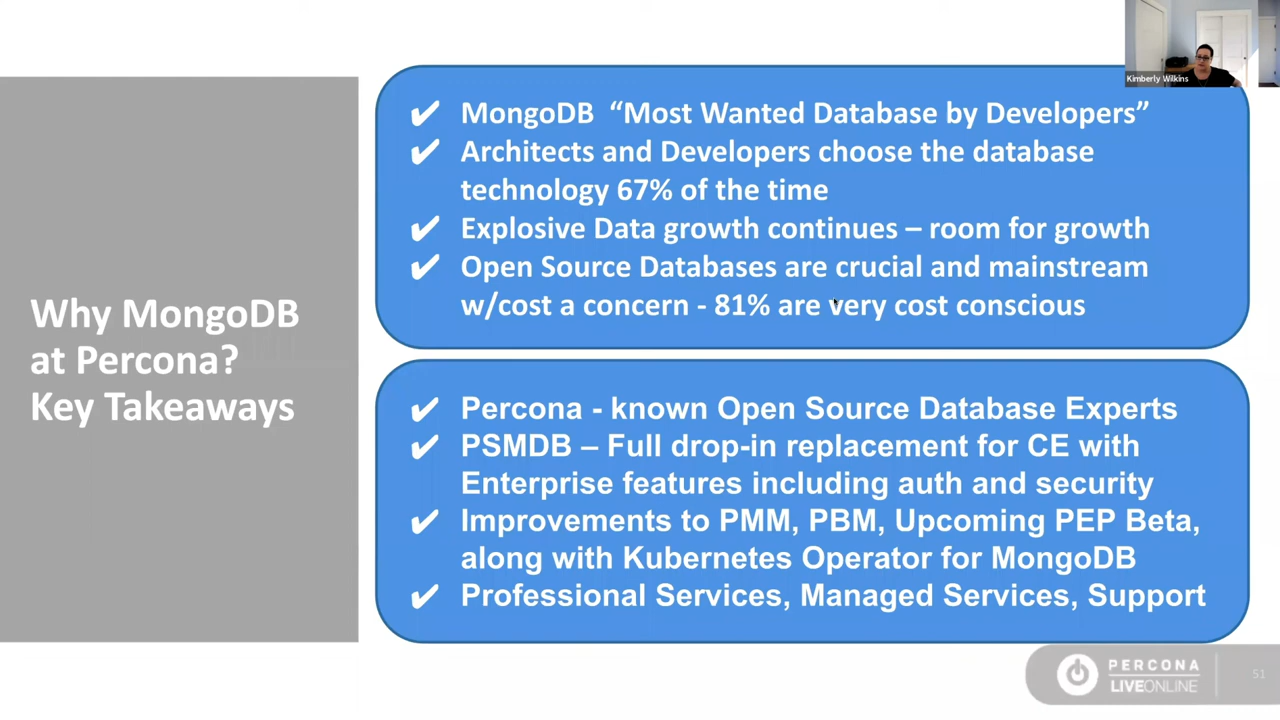 Kimberly Wilkins
Why MongoDB
at Percona?
Key Takeaways
✔ MongoDB “Most Wanted Database by Developers”
✔ Architects and Developers choose the database
technology 67% of the time
✔ Explosive Data growth continues – room for growth
✔ Open Source Databases are crucial and mainstream
w/cost a concern - 81% are very cost conscious
✔ Percona - known Open Source Database Experts
✔ PSMDB – Full drop-in replacement for CE with
Enterprise features including auth and security
✔ Improvements to PMM, PBM, Upcoming PEP Beta,
along with Kubernetes Operator for MongoDB
✔ Professional Services, Managed Services, Support
PERCONA
LIVEONLINE
51